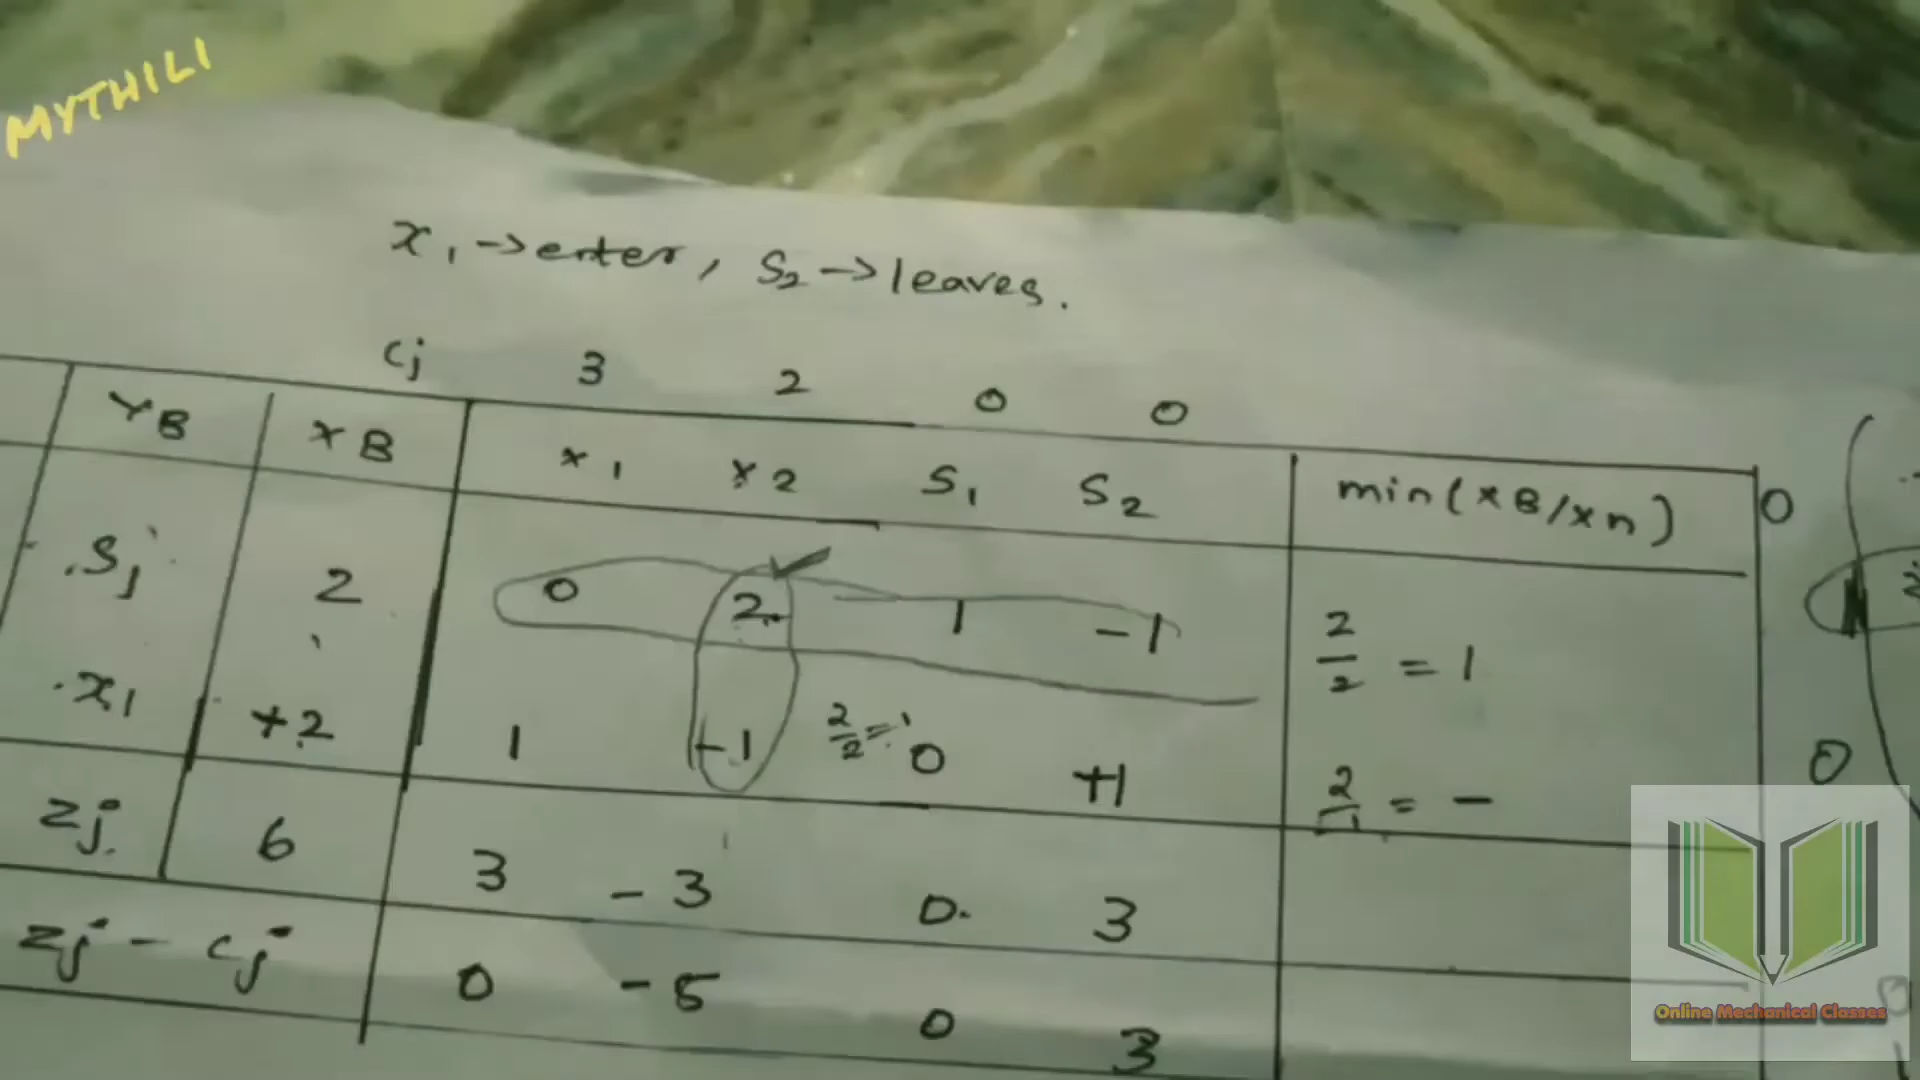 MYTHILI
x1 → enter, S2 → leaves.
Cj 3 2 0 0
YB XB x1 x2 S1 S2 min(xB/xn) 0
S1 2 0 2 1 -1 2/2 = 1
x1 +2 1 -1 2/2=1 0 +1 2/-1 = - 0
Zj 6 3 -3 0 3
Zj - Cj 0 -5 0 3
Online Mechanical Classes